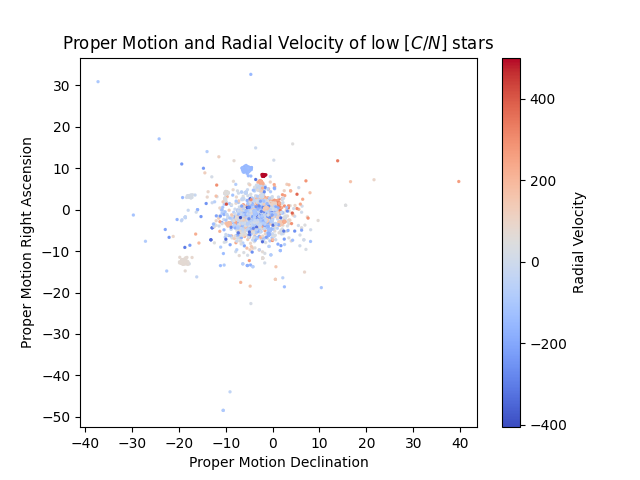 Proper Motion and Radial Velocity of low [C/N] stars
30
20
10
0
−10
−20
−30
−40
−50
Proper Motion Right Ascension
−40 −30 −20 −10 0 10 20 30 40
Proper Motion Declination
400
200
0
−200
−400
Radial Velocity